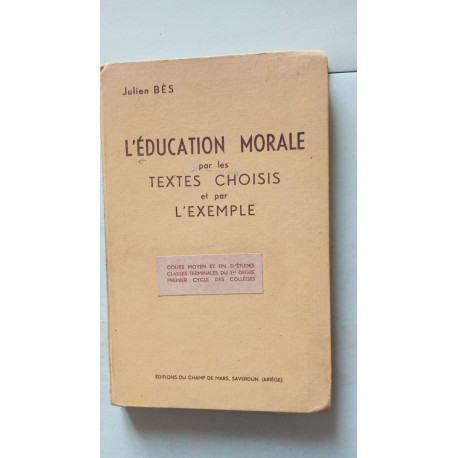 Julien BÈS
L'ÉDUCATION MORALE
par les
TEXTES CHOISIS
et par
L'EXEMPLE
COURS MOYEN ET FIN D'ÉTUDES
CLASSES TERMINALES DU 1er DEGRÉ
PREMIER CYCLE DES COLLÈGES
ÉDITIONS DU CHAMP DE MARS, SAVERDUN (ARIÈGE)